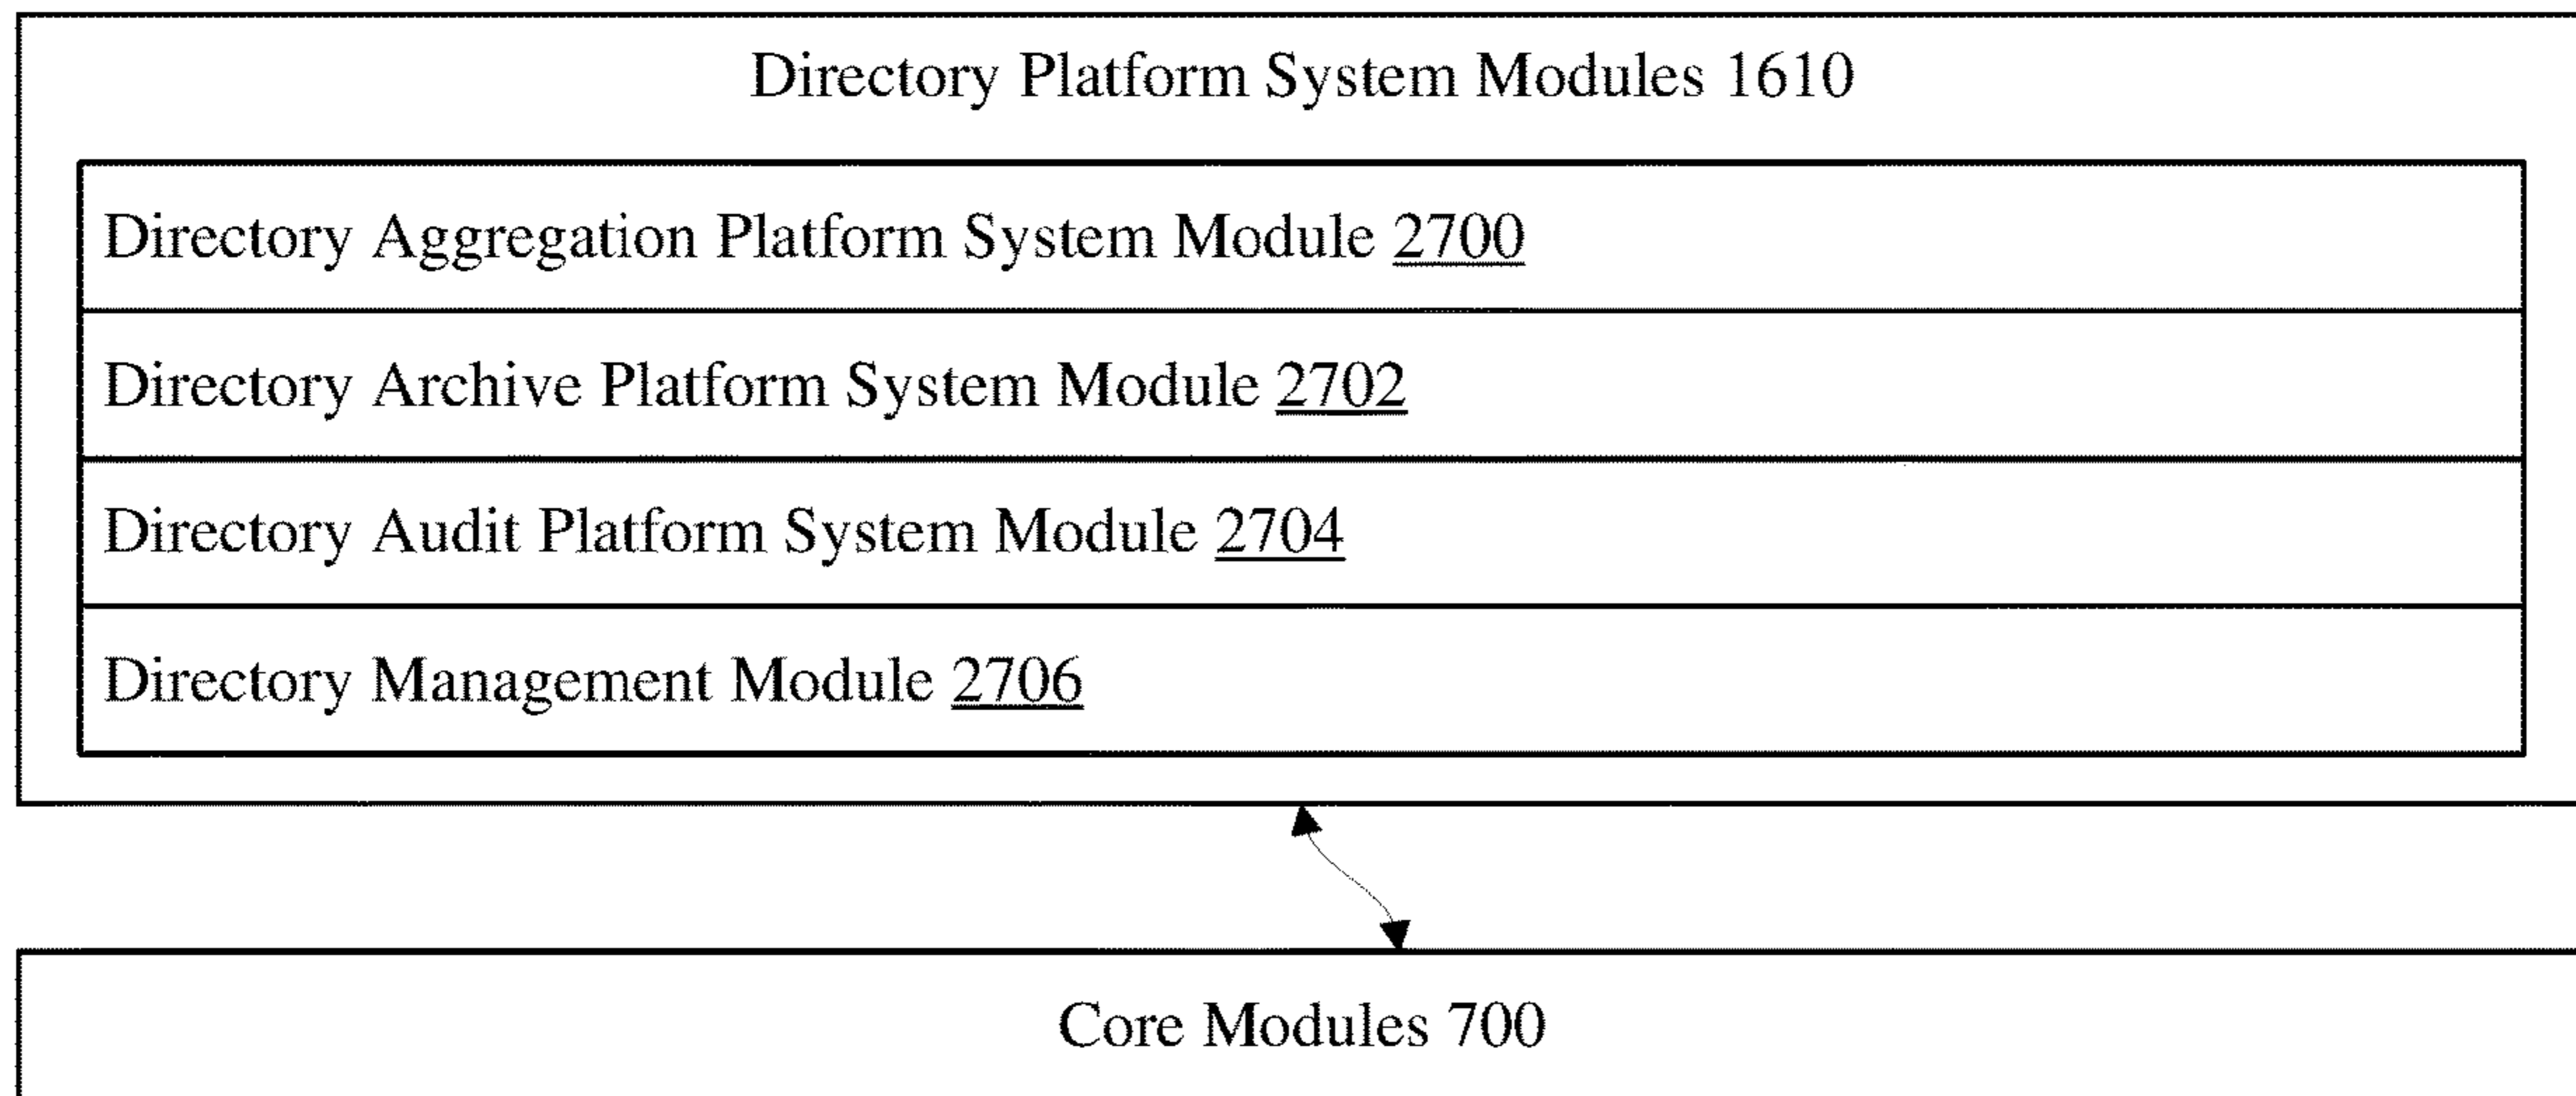 Directory Platform System Modules 1610
Directory Aggregation Platform System Module 2700
Directory Archive Platform System Module 2702
Directory Audit Platform System Module 2704
Directory Management Module 2706
Core Modules 700